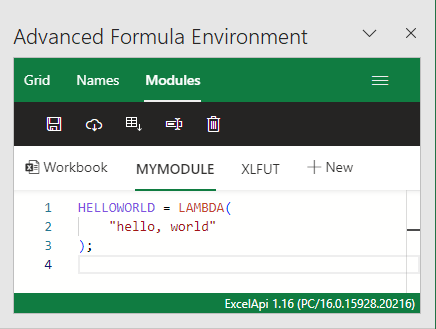 Advanced Formula Environment
Grid Names Modules
Workbook MYMODULE XLFUT + New
1 HELLOWORLD = LAMBDA(
2 "hello, world"
3 );
4
ExcelApi 1.16 (PC/16.0.15928.20216)